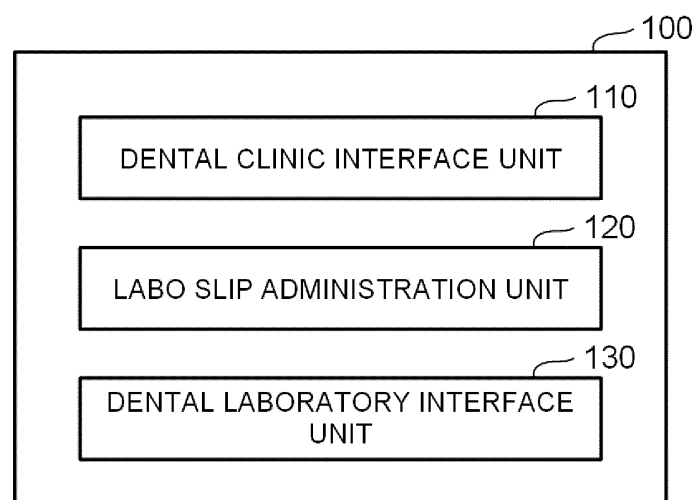 100
110
DENTAL CLINIC INTERFACE UNIT
120
LABO SLIP ADMINISTRATION UNIT
130
DENTAL LABORATORY INTERFACE
UNIT